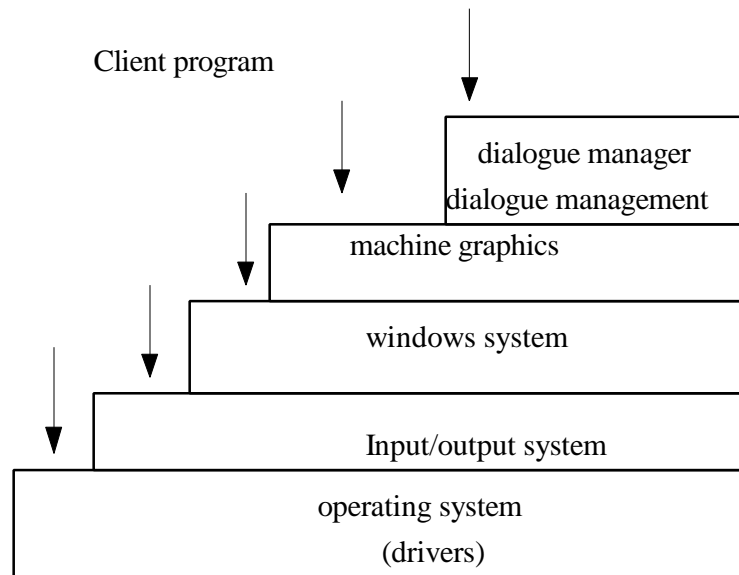 Client program
dialogue manager
dialogue management
machine graphics
windows system
Input/output system
operating system
(drivers)